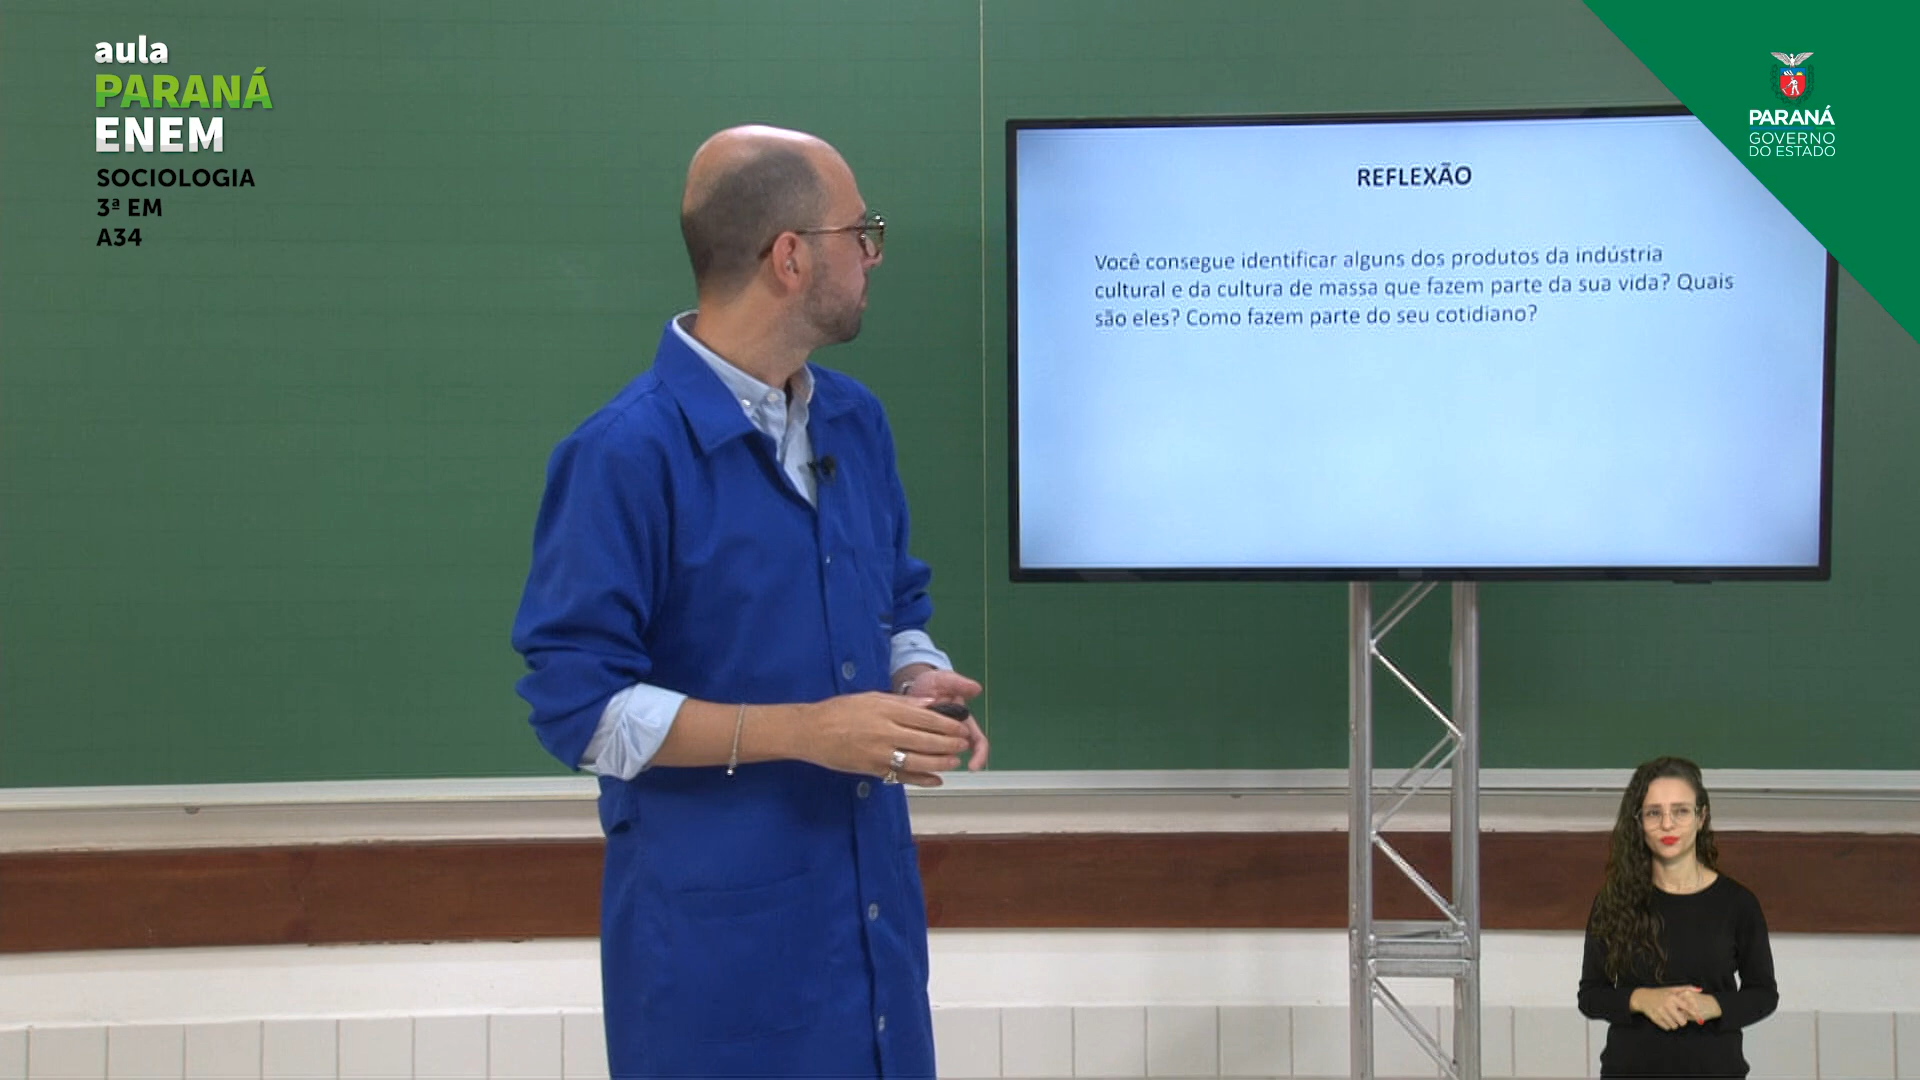 aula
PARANÁ
ENEM
SOCIOLOGIA
3ª EM
A34
PARANÁ
GOVERNO
DO ESTADO
REFLEXÃO
Você consegue identificar alguns dos produtos da indústria
cultural e da cultura de massa que fazem parte da sua vida? Quais
são eles? Como fazem parte do seu cotidiano?